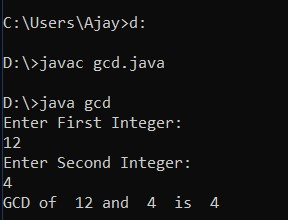 C:\Users\Ajay>d:
D:\>javac gcd.java
D:\>java gcd
Enter First Integer:
12
Enter Second Integer:
4
GCD of  12 and  4  is  4